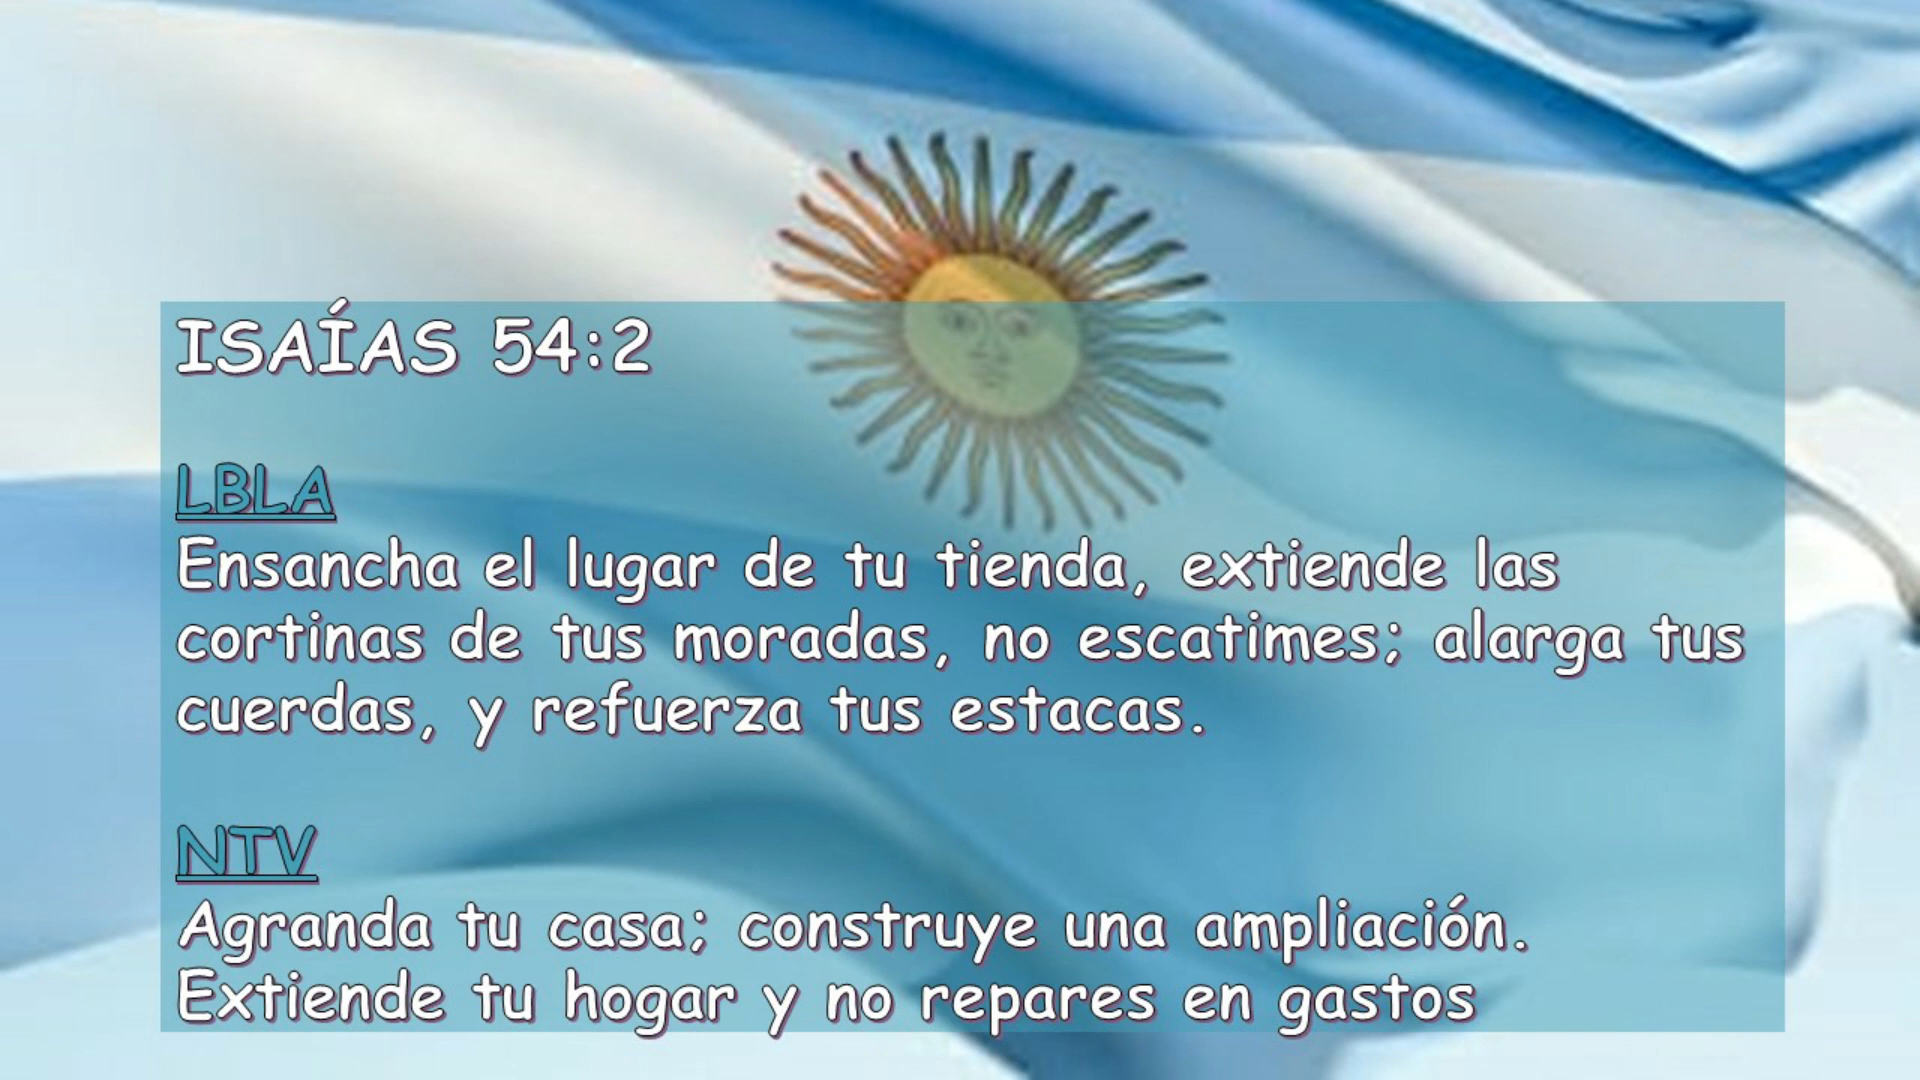 ISAÍAS 54:2
LBLA
Ensancha el lugar de tu tienda, extiende las
cortinas de tus moradas, no escatimes; alarga tus
cuerdas, y refuerza tus estacas.
NTV
Agranda tu casa; construye una ampliación.
Extiende tu hogar y no repares en gastos